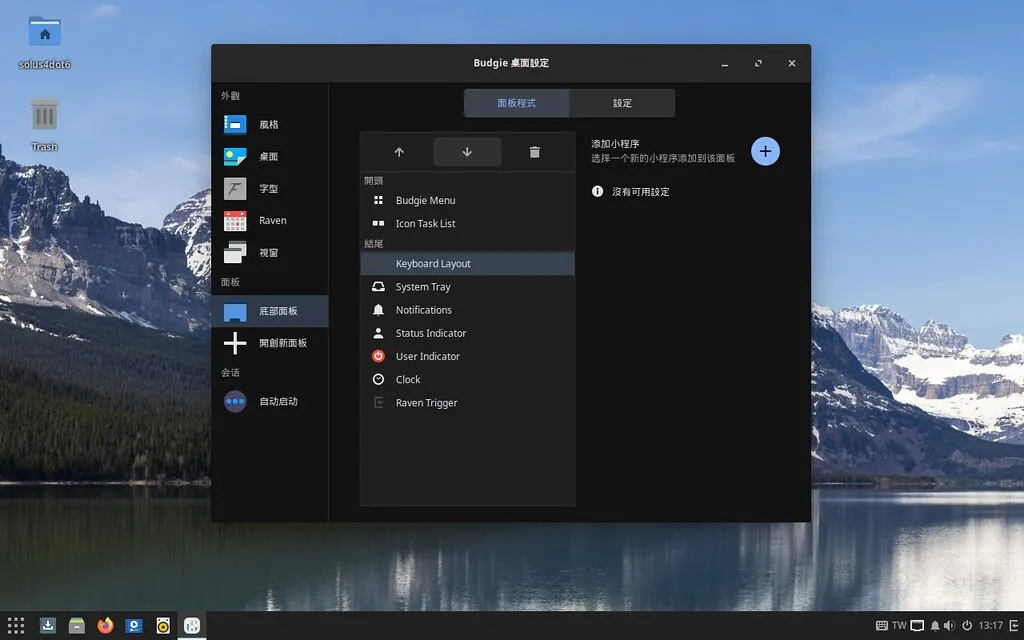 solus4dot6
Trash
Budgie 桌面設定
外觀
風格
桌面
字型
Raven
視窗
面板
底部面板
開創新面板
会话
自动启动
面板程式
設定
開頭
Budgie Menu
Icon Task List
結尾
Keyboard Layout
System Tray
Notifications
Status Indicator
User Indicator
Clock
Raven Trigger
添加小程序
选择一个新的小程序添加到该面板
沒有可用設定
TW
13:17